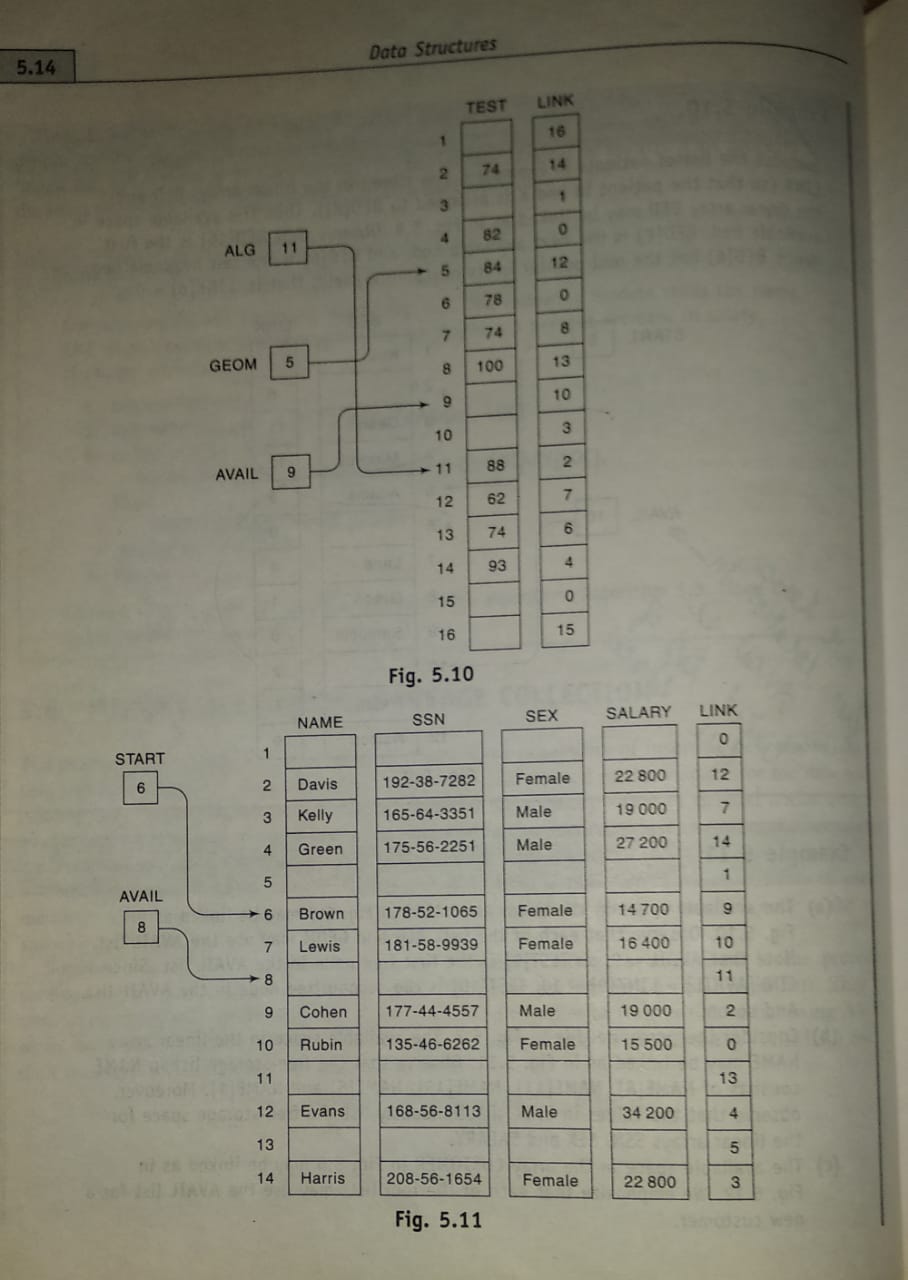 5.14
Data Structures
TEST LINK
1 16
2 74 14
3 1
4 82 0
ALG 11
5 84 12
6 78 0
7 74 8
GEOM 5
8 100 13
9 10
10 3
AVAIL 9
11 88 2
12 62 7
13 74 6
14 93 4
15 0
16 15
Fig. 5.10
NAME SSN SEX SALARY LINK
1 0
START
6
2 Davis 192-38-7282 Female 22 800 12
3 Kelly 165-64-3351 Male 19 000 7
4 Green 175-56-2251 Male 27 200 14
5 1
AVAIL
8
6 Brown 178-52-1065 Female 14 700 9
7 Lewis 181-58-9939 Female 16 400 10
8 11
9 Cohen 177-44-4557 Male 19 000 2
10 Rubin 135-46-6262 Female 15 500 0
11 13
12 Evans 168-56-8113 Male 34 200 4
13 5
14 Harris 208-56-1654 Female 22 800 3
Fig. 5.11